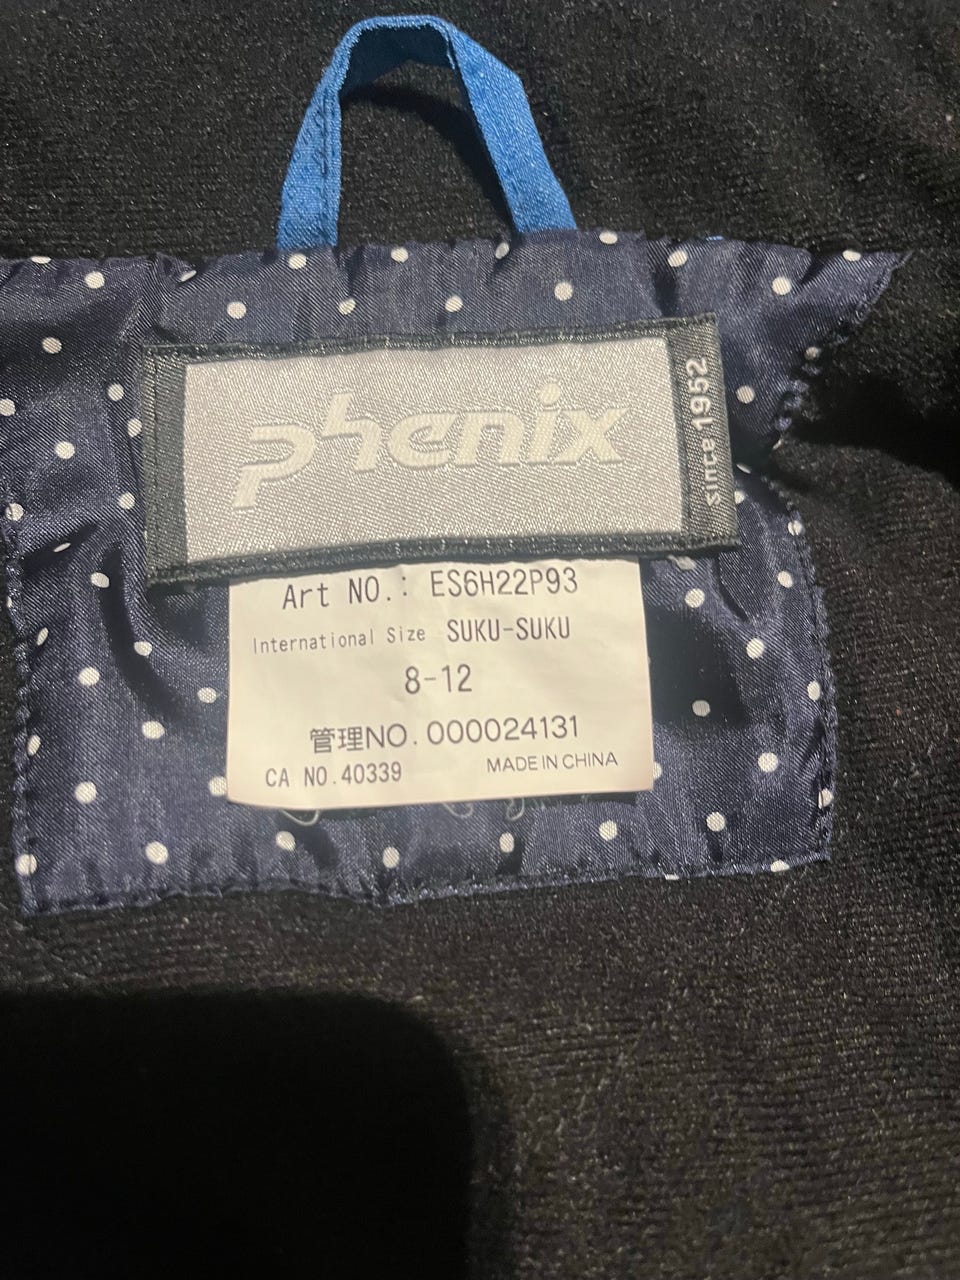 phenix
since 1952
Art NO.: ES6H22P93
International Size SUKU-SUKU
8-12
管理NO. 000024131
CA NO. 40339 MADE IN CHINA